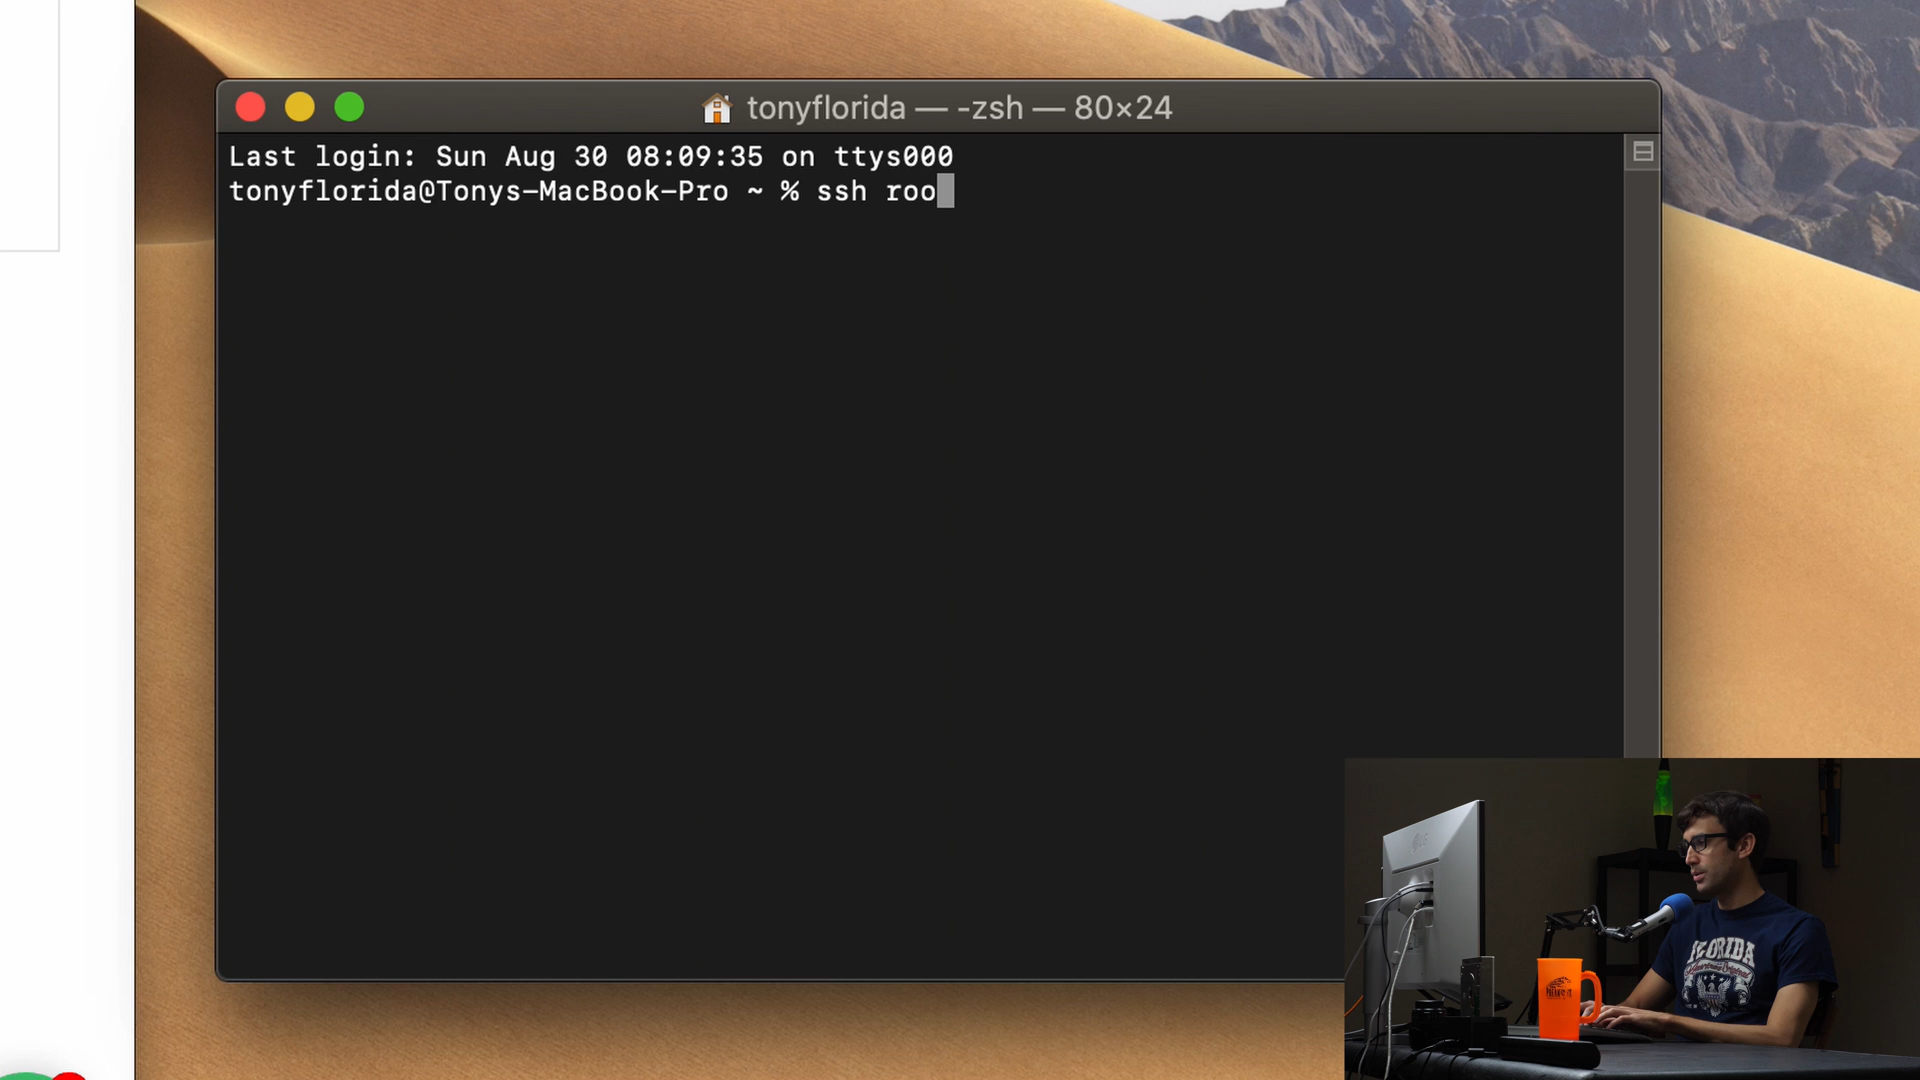 tonyflorida — -zsh — 80×24
Last login: Sun Aug 30 08:09:35 on ttys000
tonyflorida@Tonys-MacBook-Pro ~ % ssh roo
FLORIDA